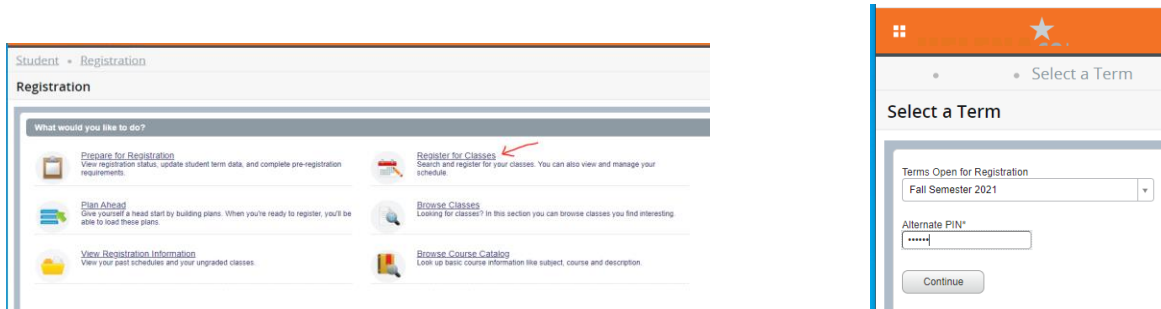 Student • Registration
Registration
What would you like to do?
Prepare for Registration
View registration status, update student term data, and complete pre-registration
requirements.
Register for Classes
Search and register for your classes. You can also view and manage your
schedule.
Plan Ahead
Give yourself a head start by building plans. When you're ready to register, you'll be
able to load these plans.
Browse Classes
Looking for classes? In this section you can browse classes you find interesting.
View Registration Information
View your past schedules and your ungraded classes.
Browse Course Catalog
Look up basic course information like subject, course and description.
• • Select a Term
Select a Term
Terms Open for Registration
Fall Semester 2021
Alternate PIN*
••••••
Continue